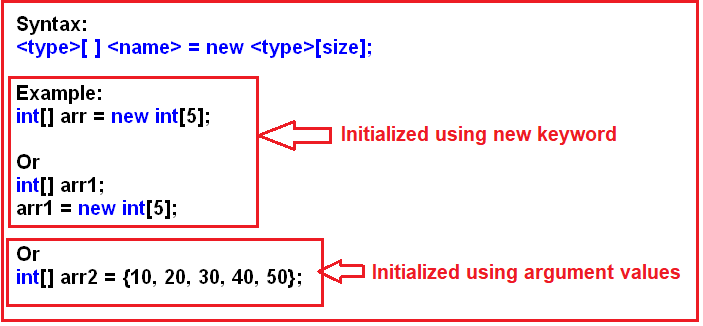 Syntax:
<type>[ ] <name> = new <type>[size];
Example:
int[] arr = new int[5];
Initialized using new keyword
Or
int[] arr1;
arr1 = new int[5];
Or
int[] arr2 = {10, 20, 30, 40, 50};
Initialized using argument values